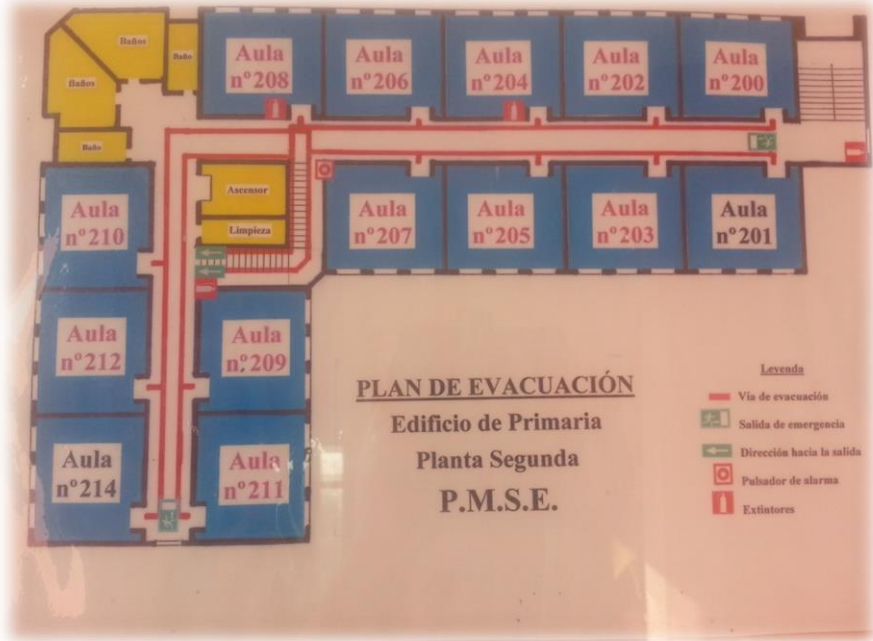 Baños
Baño
Baños
Baño
Aula
nº208
Aula
nº206
Aula
nº204
Aula
nº202
Aula
nº200
Ascensor
Limpieza
Aula
nº207
Aula
nº205
Aula
nº203
Aula
nº201
Aula
nº210
Aula
nº212
Aula
nº209
Aula
nº214
Aula
nº211
PLAN DE EVACUACIÓN
Edificio de Primaria
Planta Segunda
P.M.S.E.
Leyenda
Vía de evacuación
Salida de emergencia
Dirección hacia la salida
Pulsador de alarma
Extintores